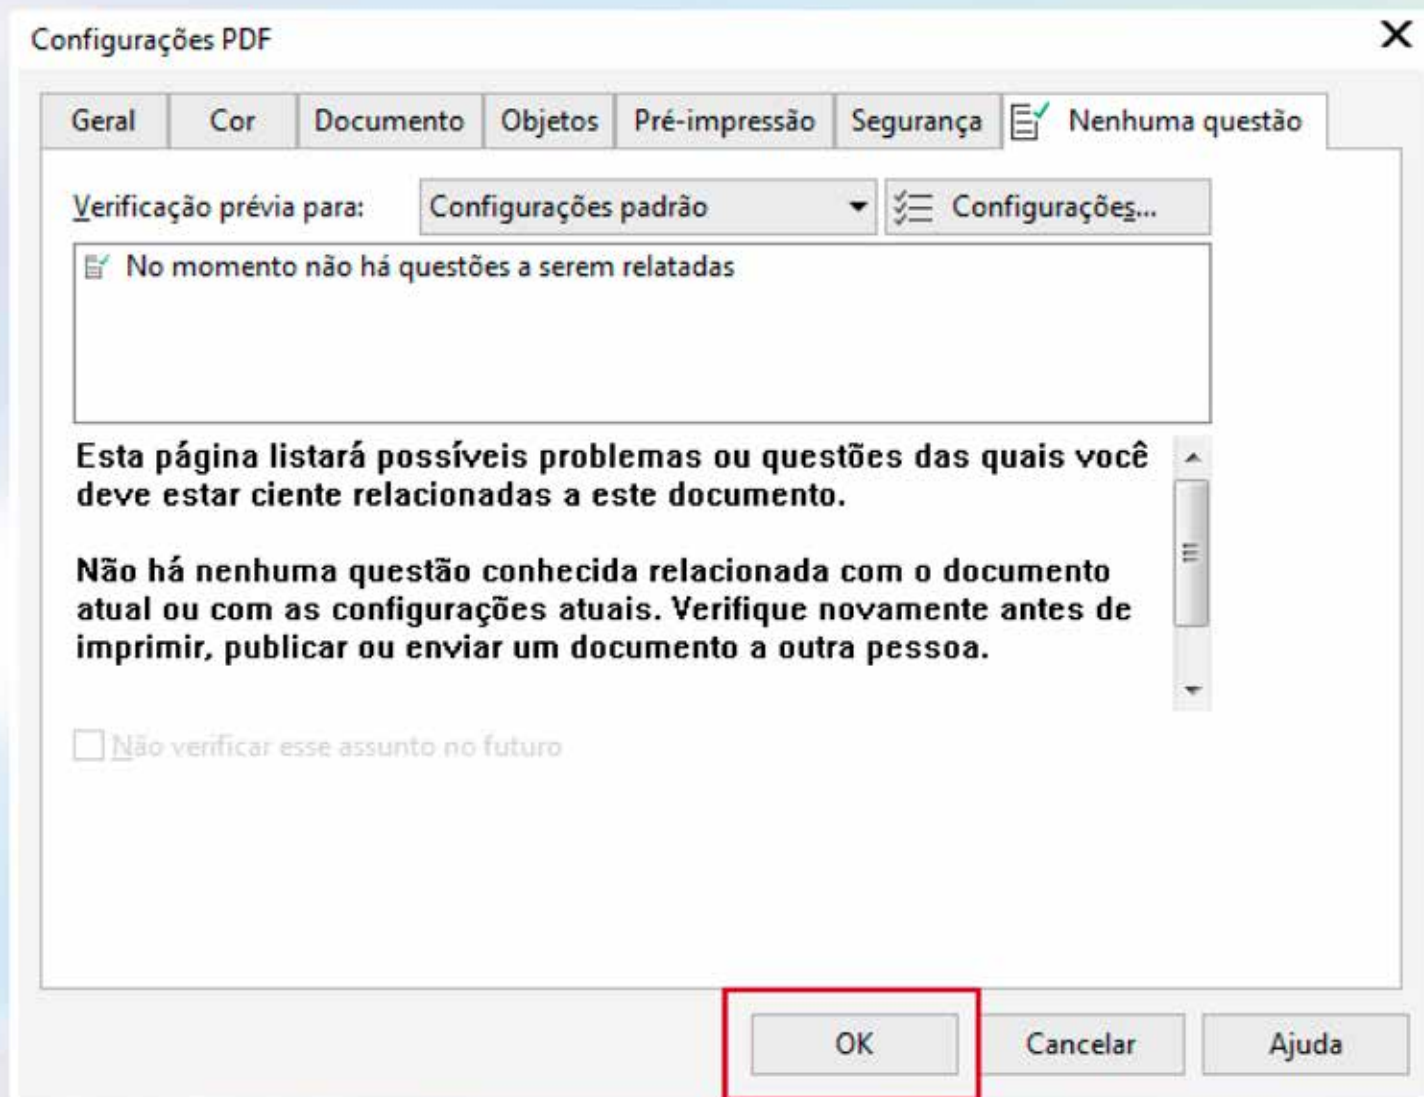 Configurações PDF
Geral Cor Documento Objetos Pré-impressão Segurança Nenhuma questão
Verificação prévia para: Configurações padrão Configurações...
No momento não há questões a serem relatadas
Esta página listará possíveis problemas ou questões das quais você
deve estar ciente relacionadas a este documento.
Não há nenhuma questão conhecida relacionada com o documento
atual ou com as configurações atuais. Verifique novamente antes de
imprimir, publicar ou enviar um documento a outra pessoa.
Não verificar esse assunto no futuro
OK Cancelar Ajuda